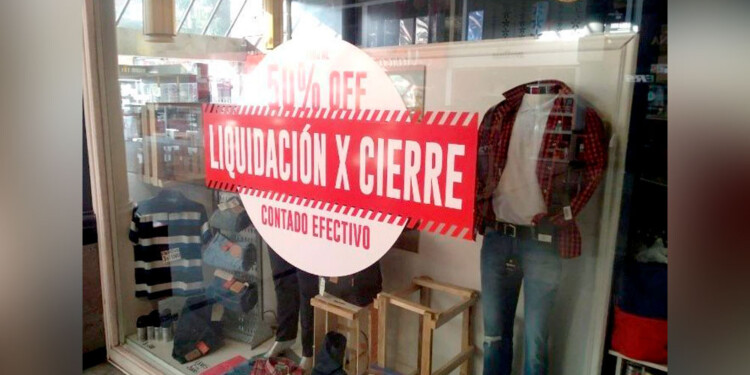 50% OFF
LIQUIDACIÓN X CIERRE
CONTADO EFECTIVO